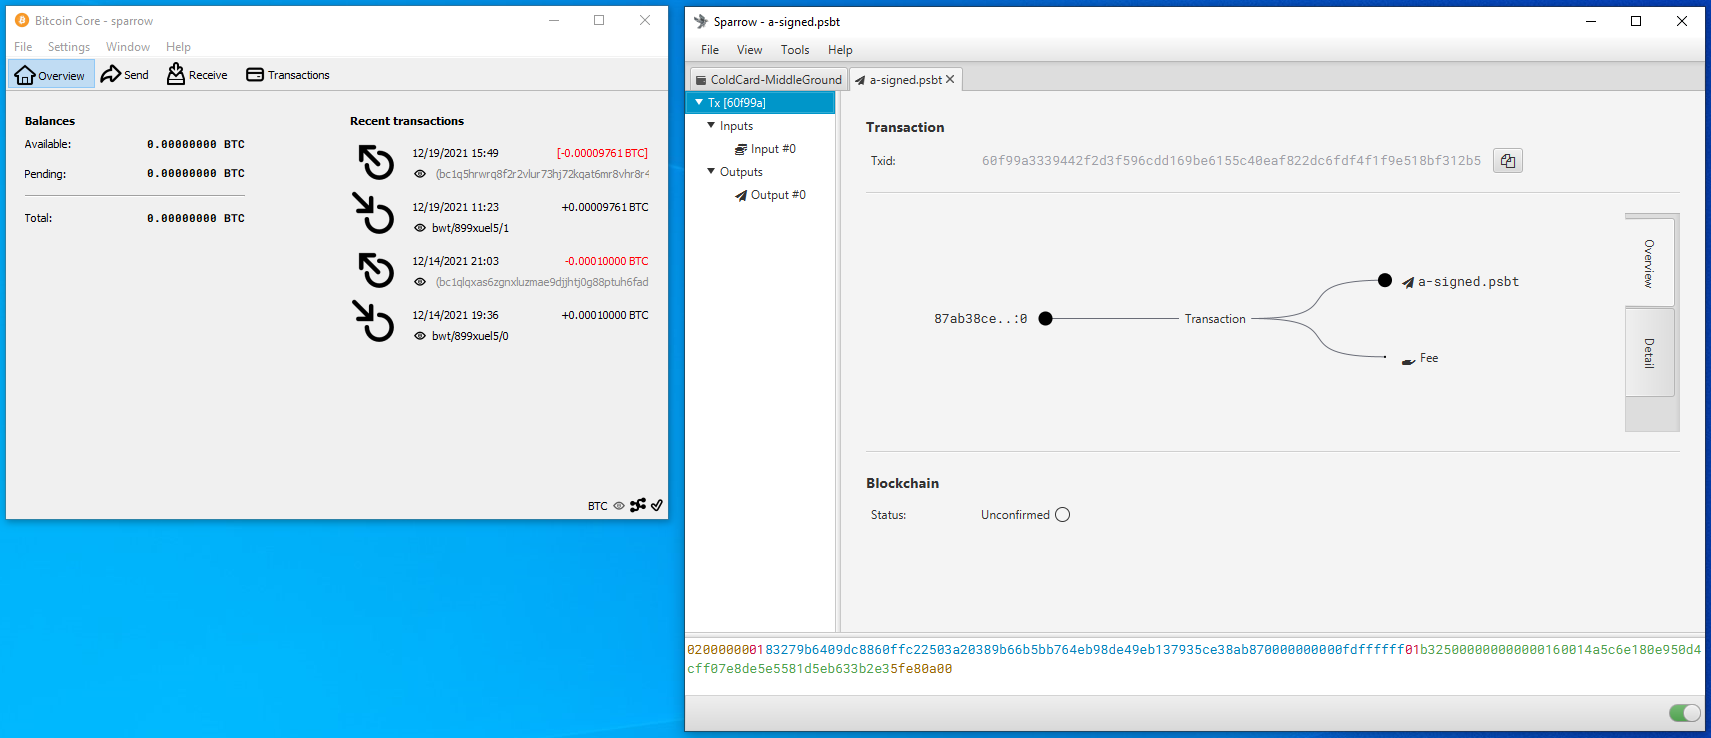 Bitcoin Core - sparrow
File Settings Window Help
Overview Send Receive Transactions
Balances
Available: 0.00000000 BTC
Pending: 0.00000000 BTC
Total: 0.00000000 BTC
Recent transactions
12/19/2021 15:49 [-0.00009761 BTC]
(bc1q5hrwrq8f2r2vlur73hj72kqat6mr8vhr8r4
12/19/2021 11:23 +0.00009761 BTC
bwt/899xuel5/1
12/14/2021 21:03 -0.00010000 BTC
(bc1qlqxas6zgnxluzmae9djjhtj0g88ptuh6fad
12/14/2021 19:36 +0.00010000 BTC
bwt/899xuel5/0
BTC
Sparrow - a-signed.psbt
File View Tools Help
ColdCard-MiddleGround a-signed.psbt
Tx [60f99a]
Inputs
Input #0
Outputs
Output #0
Transaction
Txid: 60f99a3339442f2d3f596cdd169be6155c40eaf822dc6fdf4f1f9e518bf312b5
87ab38ce..:0
Transaction
a-signed.psbt
Fee
Overview
Detail
Blockchain
Status: Unconfirmed
020000000183279b6409dc8860ffc22503a20389b66b5bb764eb98de49eb137935ce38ab870000000000fdffffff01b325000000000000160014a5c6e180e950d4
cff07e8de5e5581d5eb633b2e35fe80a00